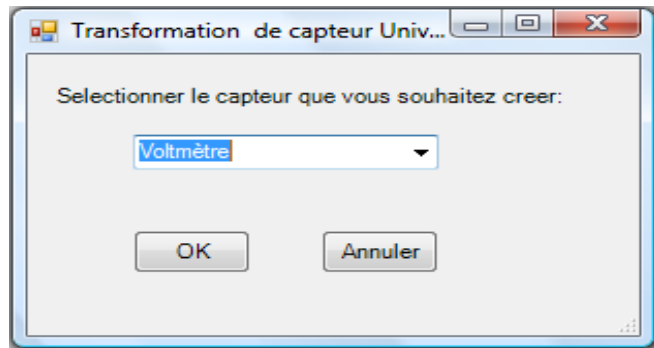 Transformation de capteur Univ...
Selectionner le capteur que vous souhaitez creer:
Voltmètre
OK
Annuler